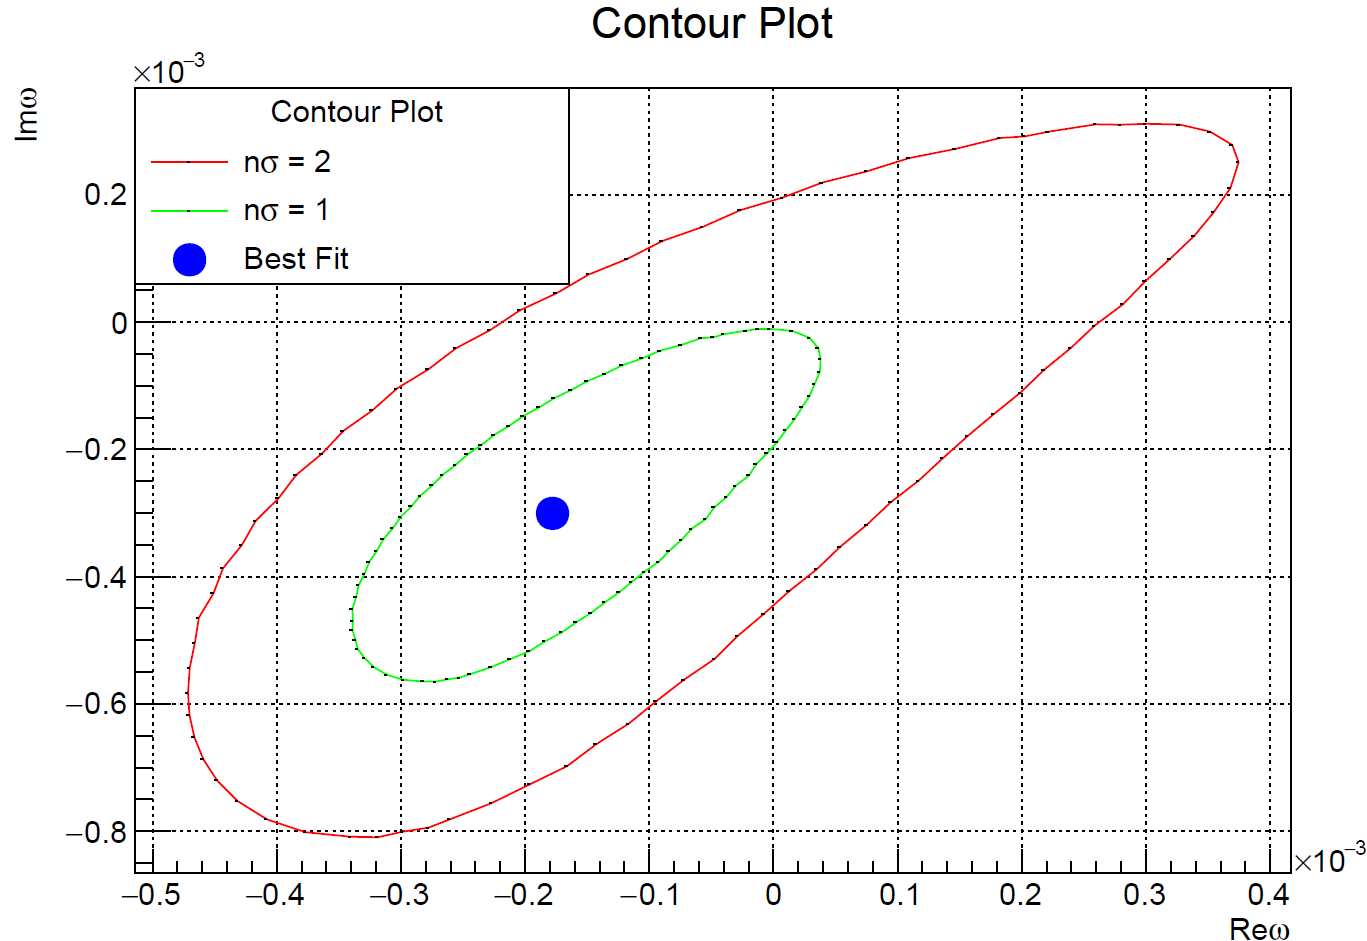 Contour Plot
×10⁻³
Imω
Contour Plot
nσ = 2
nσ = 1
Best Fit
0.2
0
−0.2
−0.4
−0.6
−0.8
−0.5 −0.4 −0.3 −0.2 −0.1 0 0.1 0.2 0.3 0.4
×10⁻³
Reω